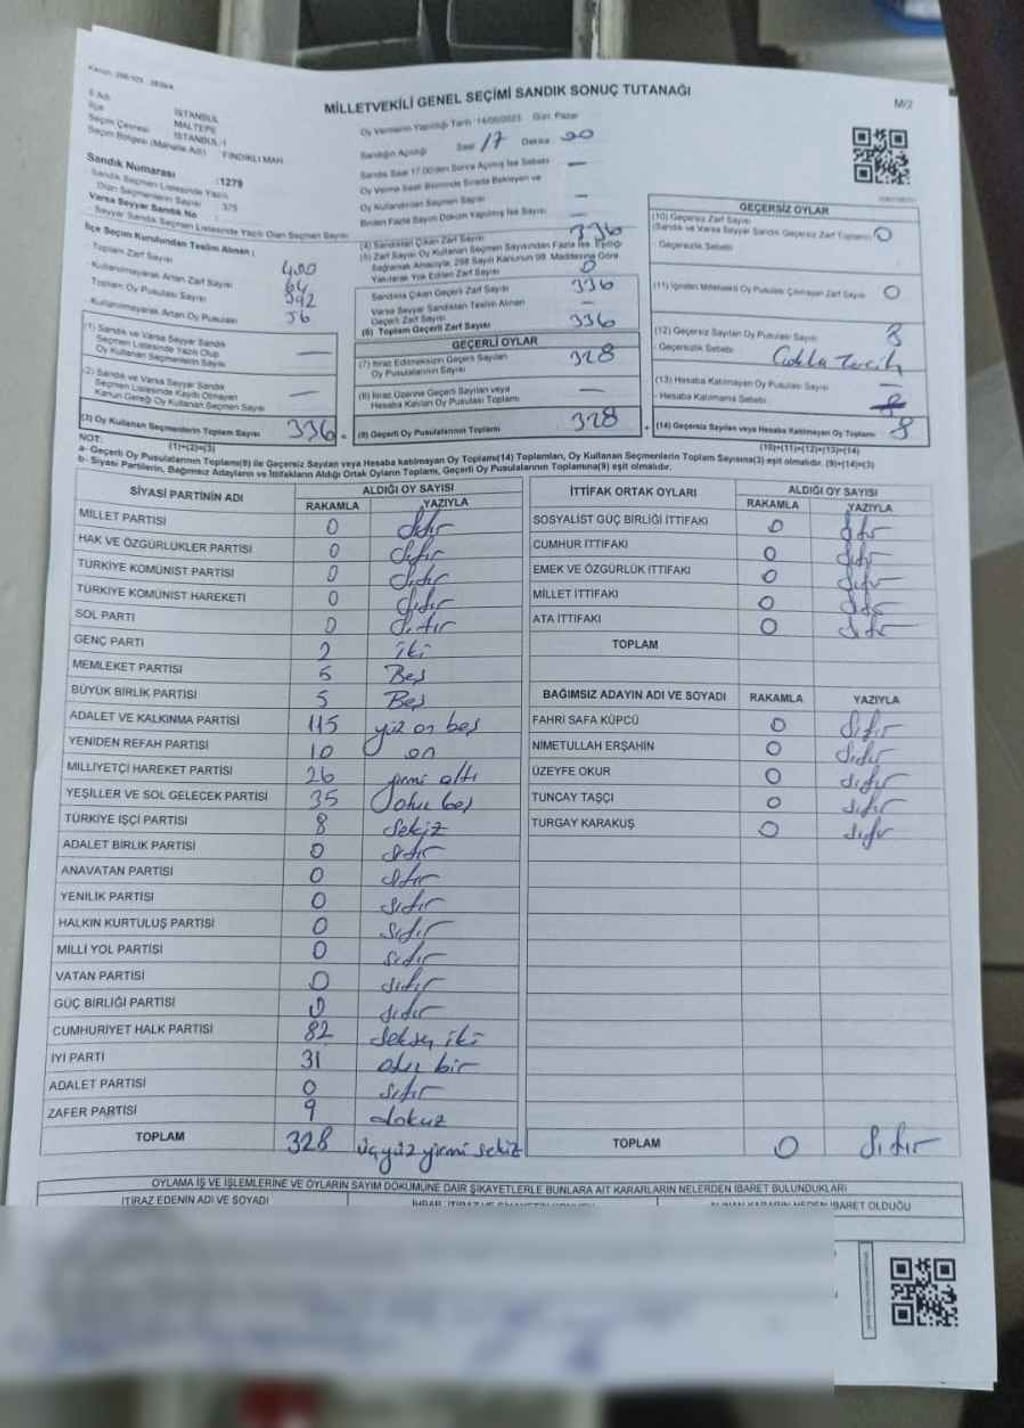 MİLLETVEKİLİ GENEL SEÇİMİ SANDIK SONUÇ TUTANAĞI
M/2
İSTANBUL
MALTEPE
İSTANBUL-1
FINDIKLI MAH
Oy Vermenin Yapıldığı Tarih : 14/05/2023 Gün: Pazar
Sandığın Açıldığı Saat 17 Dakika 20
Sandık Numarası :1279
Sandık Seçmen Listesinde Yazılı Olan Seçmenlerin Sayısı : 375
Varsa Seyyar Sandık No :
Seyyar Sandık Seçmen Listesinde Yazılı Olan Seçmen Sayısı :
İlçe Seçim Kurulundan Teslim Alınan :
Toplam Zarf Sayısı 400
Kullanılmayarak Artan Zarf Sayısı 64
Toplam Oy Pusulası Sayısı 392
Kullanılmayarak Artan Oy Pusulası 56
(1) Sandık ve Varsa Seyyar Sandık Seçmen Listesinde Yazılı Olup Oy Kullanan Seçmenlerin Sayısı —
(2) Sandık ve Varsa Seyyar Sandık Seçmen Listesinde Kaydı Olmayan Kanun Gereği Oy Kullanan Seçmen Sayısı —
(3) Oy Kullanan Seçmenlerin Toplam Sayısı 336
(1)+(2)=(3)
(4) Sandıktan Çıkan Zarf Sayısı 336
(5) Zarf Sayısı Oy Kullanan Seçmen Sayısından Fazla İse, Eşitliği Sağlamak Amacıyla, 298 Sayılı Kanunun 98. Maddesine Göre Yakılarak Yok Edilen Zarf Sayısı 0
Sandıkta Çıkan Geçerli Zarf Sayısı 336
Varsa Seyyar Sandıktan Teslim Alınan Geçerli Zarf Sayısı —
(6) Toplam Geçerli Zarf Sayısı 336
GEÇERLİ OYLAR
(7) İtiraz Edilmeksizin Geçerli Sayılan Oy Pusulalarının Sayısı 328
(8) İtiraz Üzerine Geçerli Sayılan veya Hesaba Katılan Oy Pusulası Toplamı —
(9) Geçerli Oy Pusulalarının Toplamı 328
GEÇERSİZ OYLAR
(10) Geçersiz Zarf Sayısı
(Sandık ve Varsa Seyyar Sandık Geçersiz Zarf Toplamı) 0
Geçersizlik Sebebi
(11) İçinden Milletvekili Oy Pusulası Çıkmayan Zarf Sayısı 0
(12) Geçersiz Sayılan Oy Pusulası Sayısı 8
Geçersizlik Sebebi
(13) Hesaba Katılmayan Oy Pusulası Sayısı —
Hesaba Katılmama Sebebi
(14) Geçersiz Sayılan veya Hesaba Katılmayan Oy Toplamı 8
(10)+(11)+(12)+(13)=(14)
NOT:
a- Geçerli Oy Pusulalarının Toplamı(9) ile Geçersiz Sayılan veya Hesaba katılmayan Oy Toplamı(14) Toplamları, Oy Kullanan Seçmenlerin Toplam Sayısına(3) eşit olmalıdır. (9)+(14)=(3)
b- Siyasi Partilerin, Bağımsız Adayların ve İttifakların Aldığı Ortak Oyların Toplamı, Geçerli Oy Pusulalarının Toplamına(9) eşit olmalıdır.
SİYASİ PARTİNİN ADI ALDIĞI OY SAYISI
RAKAMLA YAZIYLA
MİLLET PARTİSİ 0 sıfır
HAK VE ÖZGÜRLÜKLER PARTİSİ 0 sıfır
TÜRKİYE KOMÜNİST PARTİSİ 0 sıfır
TÜRKİYE KOMÜNİST HAREKETİ 0 sıfır
SOL PARTİ 0 sıfır
GENÇ PARTİ 2 iki
MEMLEKET PARTİSİ 5 Beş
BÜYÜK BİRLİK PARTİSİ 5 Beş
ADALET VE KALKINMA PARTİSİ 115 yüz on beş
YENİDEN REFAH PARTİSİ 10 on
MİLLİYETÇİ HAREKET PARTİSİ 26 yirmi altı
YEŞİLLER VE SOL GELECEK PARTİSİ 35 otuz beş
TÜRKİYE İŞÇİ PARTİSİ 8 sekiz
ADALET BİRLİK PARTİSİ 0 sıfır
ANAVATAN PARTİSİ 0 sıfır
YENİLİK PARTİSİ 0 sıfır
HALKIN KURTULUŞ PARTİSİ 0 sıfır
MİLLİ YOL PARTİSİ 0 sıfır
VATAN PARTİSİ 0 sıfır
GÜÇ BİRLİĞİ PARTİSİ 0 sıfır
CUMHURİYET HALK PARTİSİ 82 seksen iki
İYİ PARTİ 31 otuz bir
ADALET PARTİSİ 0 sıfır
ZAFER PARTİSİ 9 dokuz
TOPLAM 328 üçyüz yirmi sekiz
İTTİFAK ORTAK OYLARI ALDIĞI OY SAYISI
RAKAMLA YAZIYLA
SOSYALİST GÜÇ BİRLİĞİ İTTİFAKI 0 sıfır
CUMHUR İTTİFAKI 0 sıfır
EMEK VE ÖZGÜRLÜK İTTİFAKI 0 sıfır
MİLLET İTTİFAKI 0 sıfır
ATA İTTİFAKI 0 sıfır
TOPLAM
BAĞIMSIZ ADAYIN ADI VE SOYADI RAKAMLA YAZIYLA
FAHRİ SAFA KÜPCÜ 0 sıfır
NİMETULLAH ERŞAHİN 0 sıfır
ÜZEYFE OKUR 0 sıfır
TUNCAY TAŞÇI 0 sıfır
TURGAY KARAKUŞ 0 sıfır
TOPLAM 0 sıfır
OYLAMA İŞ VE İŞLEMLERİNE VE OYLARIN SAYIM DÖKÜMÜNE DAİR ŞİKAYETLERLE BUNLARA AİT KARARLARIN NELERDEN İBARET BULUNDUKLARI
İTİRAZ EDENİN ADI VE SOYADI
İBARET OLDUĞU